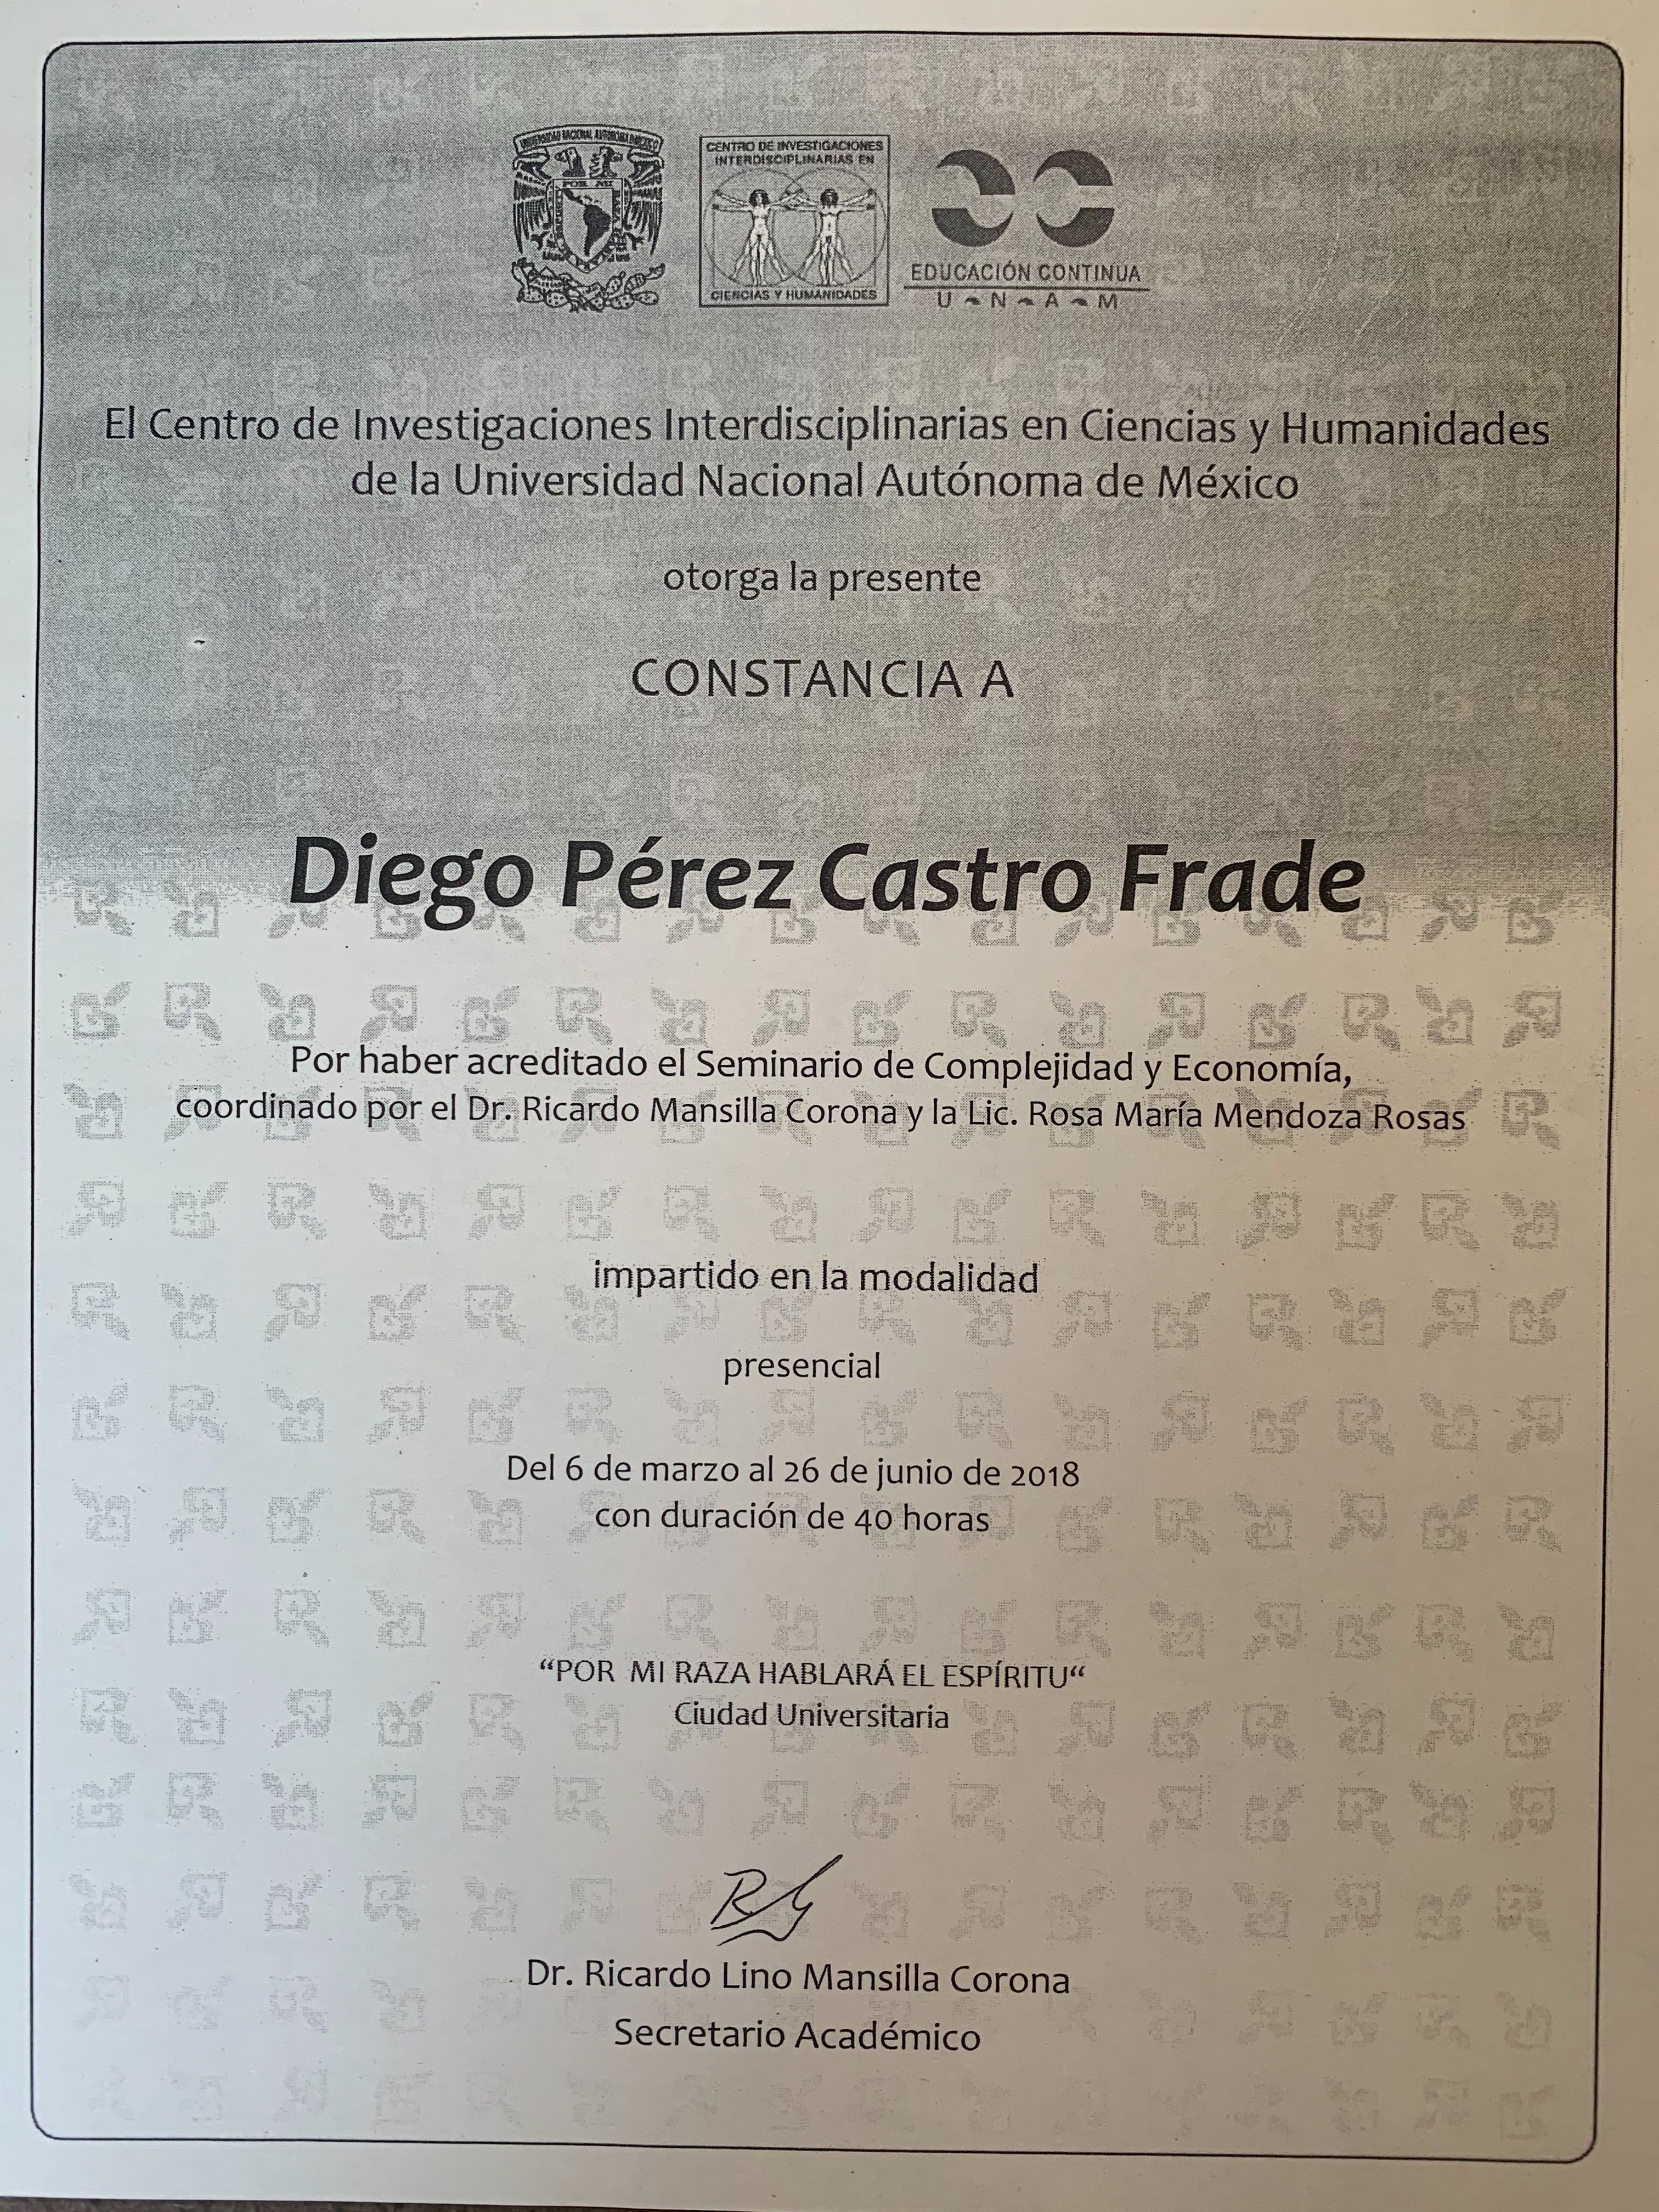 UNIVERSIDAD NACIONAL AUTÓNOMA DE MÉXICO
POR MI
CENTRO DE INVESTIGACIONES
INTERDISCIPLINARIAS EN
CIENCIAS Y HUMANIDADES
EDUCACIÓN CONTINUA
U N A M
El Centro de Investigaciones Interdisciplinarias en Ciencias y Humanidades
de la Universidad Nacional Autónoma de México
otorga la presente
CONSTANCIA A
Diego Pérez Castro Frade
Por haber acreditado el Seminario de Complejidad y Economía,
coordinado por el Dr. Ricardo Mansilla Corona y la Lic. Rosa María Mendoza Rosas
impartido en la modalidad
presencial
Del 6 de marzo al 26 de junio de 2018
con duración de 40 horas
“POR MI RAZA HABLARÁ EL ESPÍRITU“
Ciudad Universitaria
Dr. Ricardo Lino Mansilla Corona
Secretario Académico